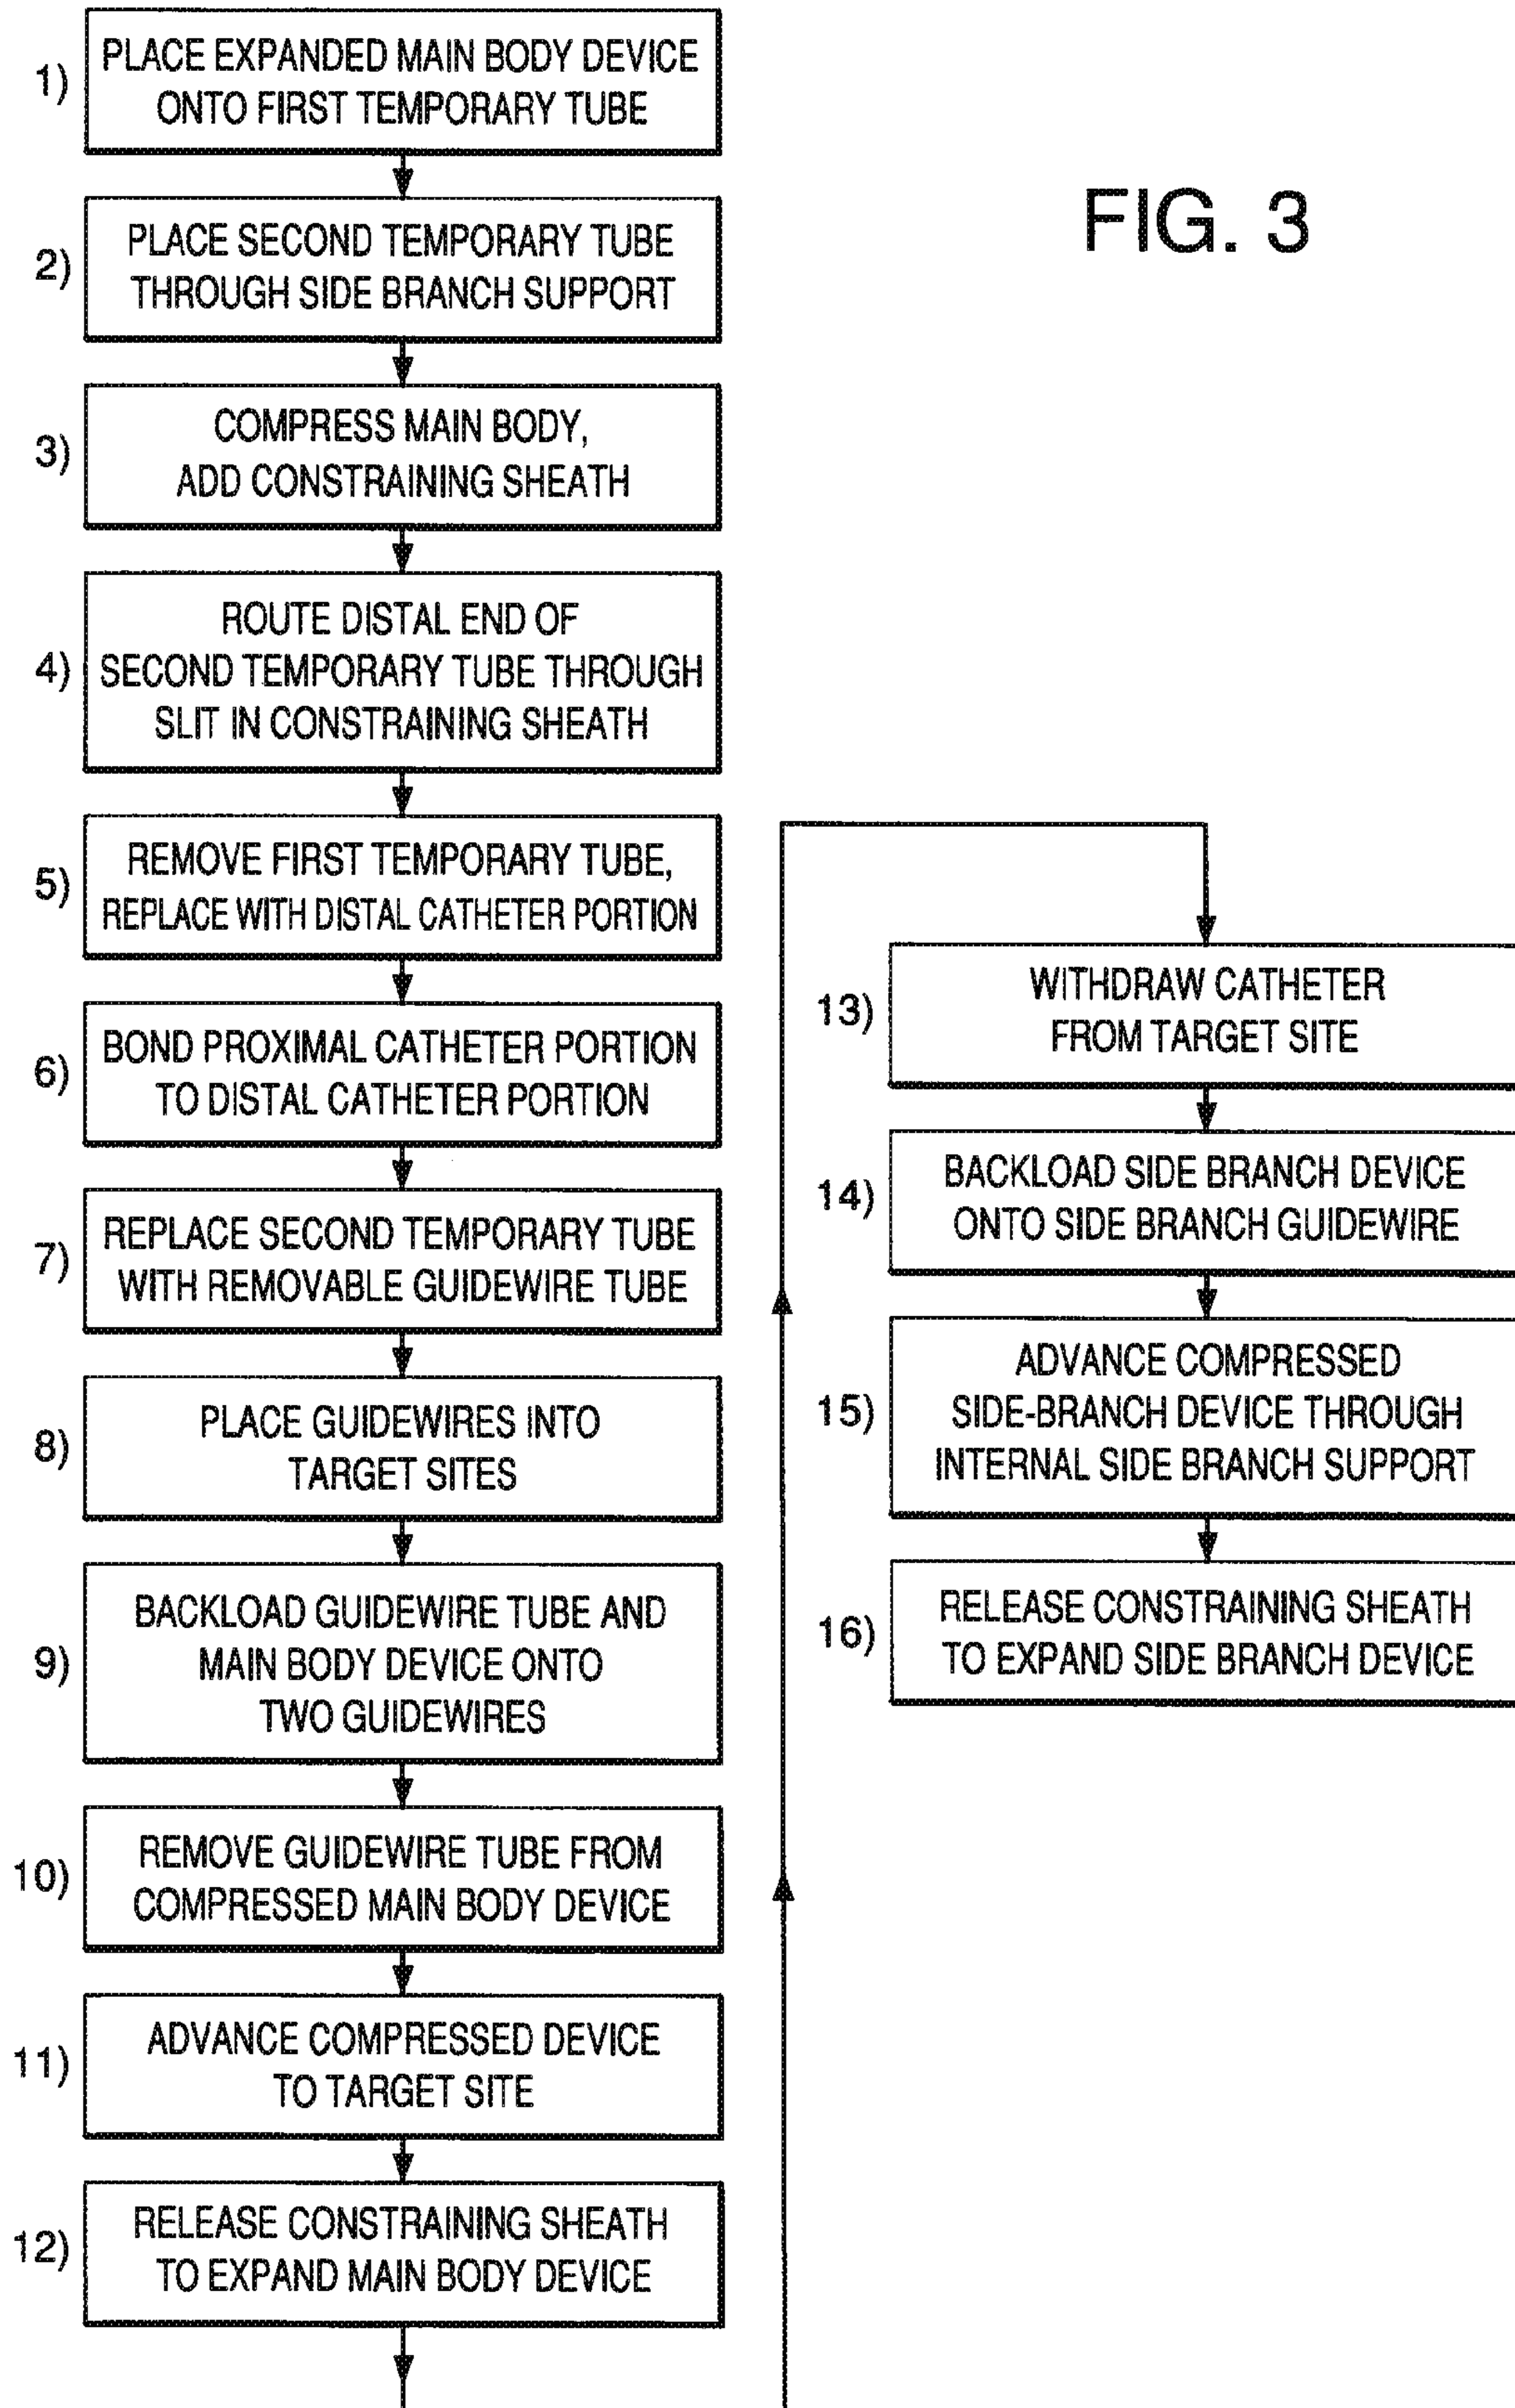 FIG. 3
1) PLACE EXPANDED MAIN BODY DEVICE
ONTO FIRST TEMPORARY TUBE
2) PLACE SECOND TEMPORARY TUBE
THROUGH SIDE BRANCH SUPPORT
3) COMPRESS MAIN BODY,
ADD CONSTRAINING SHEATH
4) ROUTE DISTAL END OF
SECOND TEMPORARY TUBE THROUGH
SLIT IN CONSTRAINING SHEATH
5) REMOVE FIRST TEMPORARY TUBE,
REPLACE WITH DISTAL CATHETER PORTION
6) BOND PROXIMAL CATHETER PORTION
TO DISTAL CATHETER PORTION
7) REPLACE SECOND TEMPORARY TUBE
WITH REMOVABLE GUIDEWIRE TUBE
8) PLACE GUIDEWIRES INTO
TARGET SITES
9) BACKLOAD GUIDEWIRE TUBE AND
MAIN BODY DEVICE ONTO
TWO GUIDEWIRES
10) REMOVE GUIDEWIRE TUBE FROM
COMPRESSED MAIN BODY DEVICE
11) ADVANCE COMPRESSED DEVICE
TO TARGET SITE
12) RELEASE CONSTRAINING SHEATH
TO EXPAND MAIN BODY DEVICE
13) WITHDRAW CATHETER
FROM TARGET SITE
14) BACKLOAD SIDE BRANCH DEVICE
ONTO SIDE BRANCH GUIDEWIRE
15) ADVANCE COMPRESSED
SIDE-BRANCH DEVICE THROUGH
INTERNAL SIDE BRANCH SUPPORT
16) RELEASE CONSTRAINING SHEATH
TO EXPAND SIDE BRANCH DEVICE